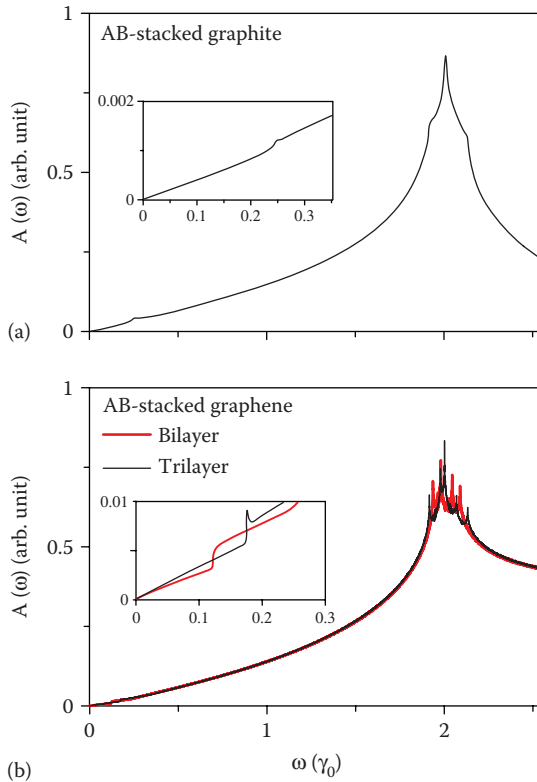 1
AB-stacked graphite
0.002
0
0 0.1 0.2 0.3
0.5
A (ω) (arb. unit)
0
(a)
1
AB-stacked graphene
Bilayer
Trilayer
0.01
0
0 0.1 0.2 0.3
0.5
A (ω) (arb. unit)
0
0 1 2
(b)
ω (γ₀)